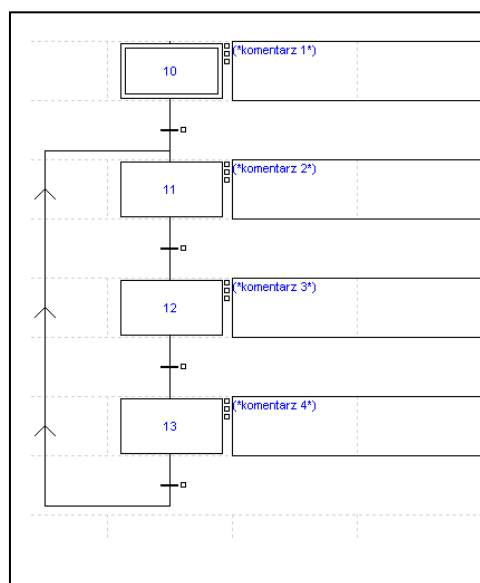 10
(*komentarz 1*)
11
(*komentarz 2*)
12
(*komentarz 3*)
13
(*komentarz 4*)